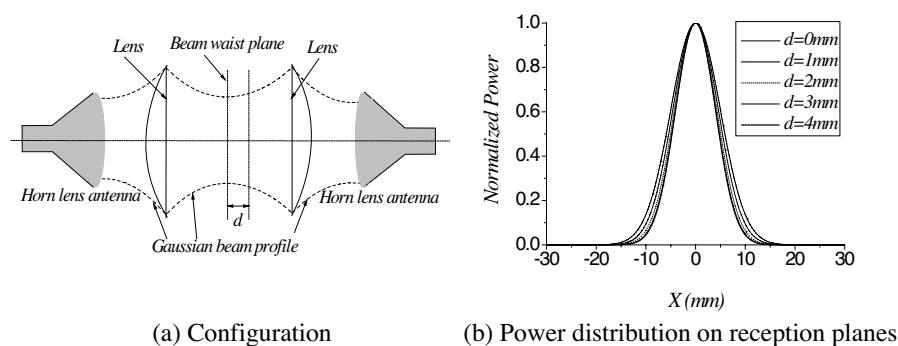 Lens
Beam waist plane
Lens
Horn lens antenna
Horn lens antenna
d
Gaussian beam profile
(a) Configuration
Normalized Power
1.0
0.8
0.6
0.4
0.2
0.0
-30 -20 -10 0 10 20 30
X (mm)
d=0mm
d=1mm
d=2mm
d=3mm
d=4mm
(b) Power distribution on reception planes